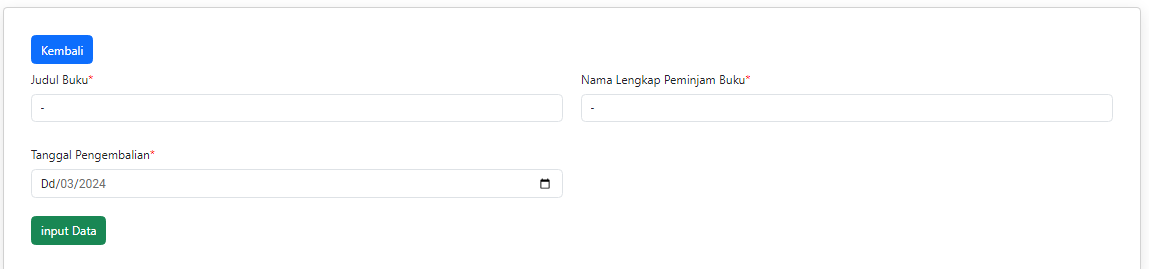 Kembali
Judul Buku*
Nama Lengkap Peminjam Buku*
-
-
Tanggal Pengembalian*
Dd/03/2024
input Data